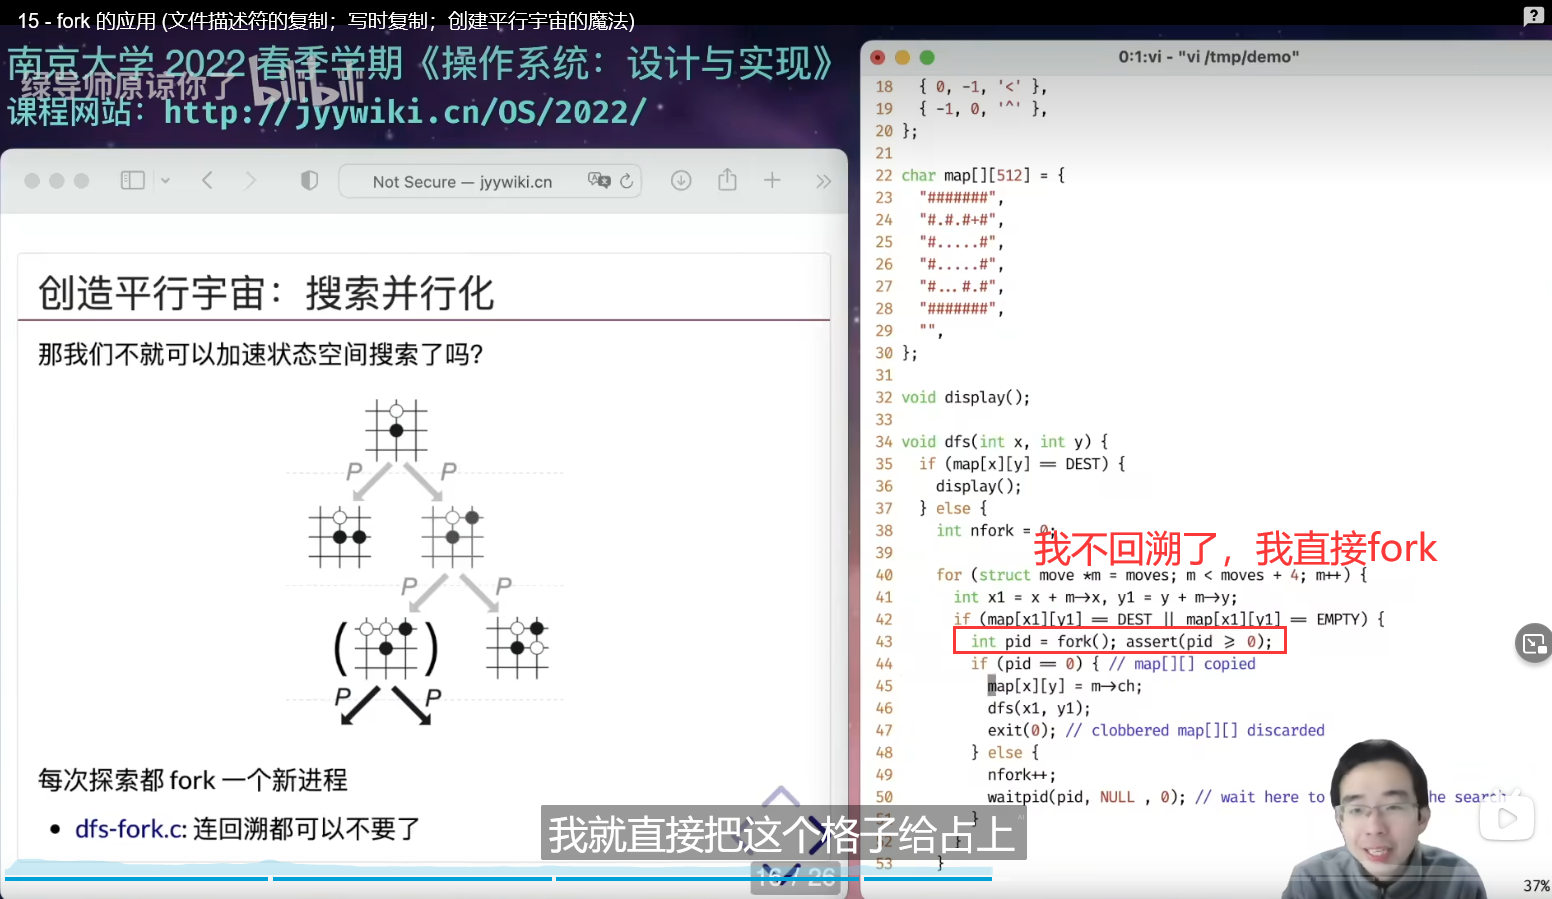 15 - fork 的应用 (文件描述符的复制；写时复制；创建平行宇宙的魔法)
南京大学 2022 春季学期《操作系统：设计与实现》
绿导师原谅你了 bilibili
课程网站：http://jyywiki.cn/OS/2022/
Not Secure — jyywiki.cn
创造平行宇宙：搜索并行化
那我们不就可以加速状态空间搜索了吗?
P P
P P
P P
每次探索都 fork 一个新进程
• dfs-fork.c: 连回溯都可以不要了
16 / 26
0:1:vi - "vi /tmp/demo"
18 { 0, -1, '<' },
19 { -1, 0, '^' },
20 };
21
22 char map[][512] = {
23 "#######",
24 "#.#.#+#",
25 "#.....#",
26 "#.....#",
27 "#...#.#",
28 "#######",
29 "",
30 };
31
32 void display();
33
34 void dfs(int x, int y) {
35 if (map[x][y] == DEST) {
36 display();
37 } else {
38 int nfork = 0;
39
我不回溯了，我直接fork
40 for (struct move *m = moves; m < moves + 4; m++) {
41 int x1 = x + m->x, y1 = y + m->y;
42 if (map[x1][y1] == DEST || map[x1][y1] == EMPTY) {
43 int pid = fork(); assert(pid >= 0);
44 if (pid == 0) { // map[][] copied
45 map[x][y] = m->ch;
46 dfs(x1, y1);
47 exit(0); // clobbered map[][] discarded
48 } else {
49 nfork++;
50 waitpid(pid, NULL , 0); // wait here to he search
}
}
53 }
我就直接把这个格子给占上
37%